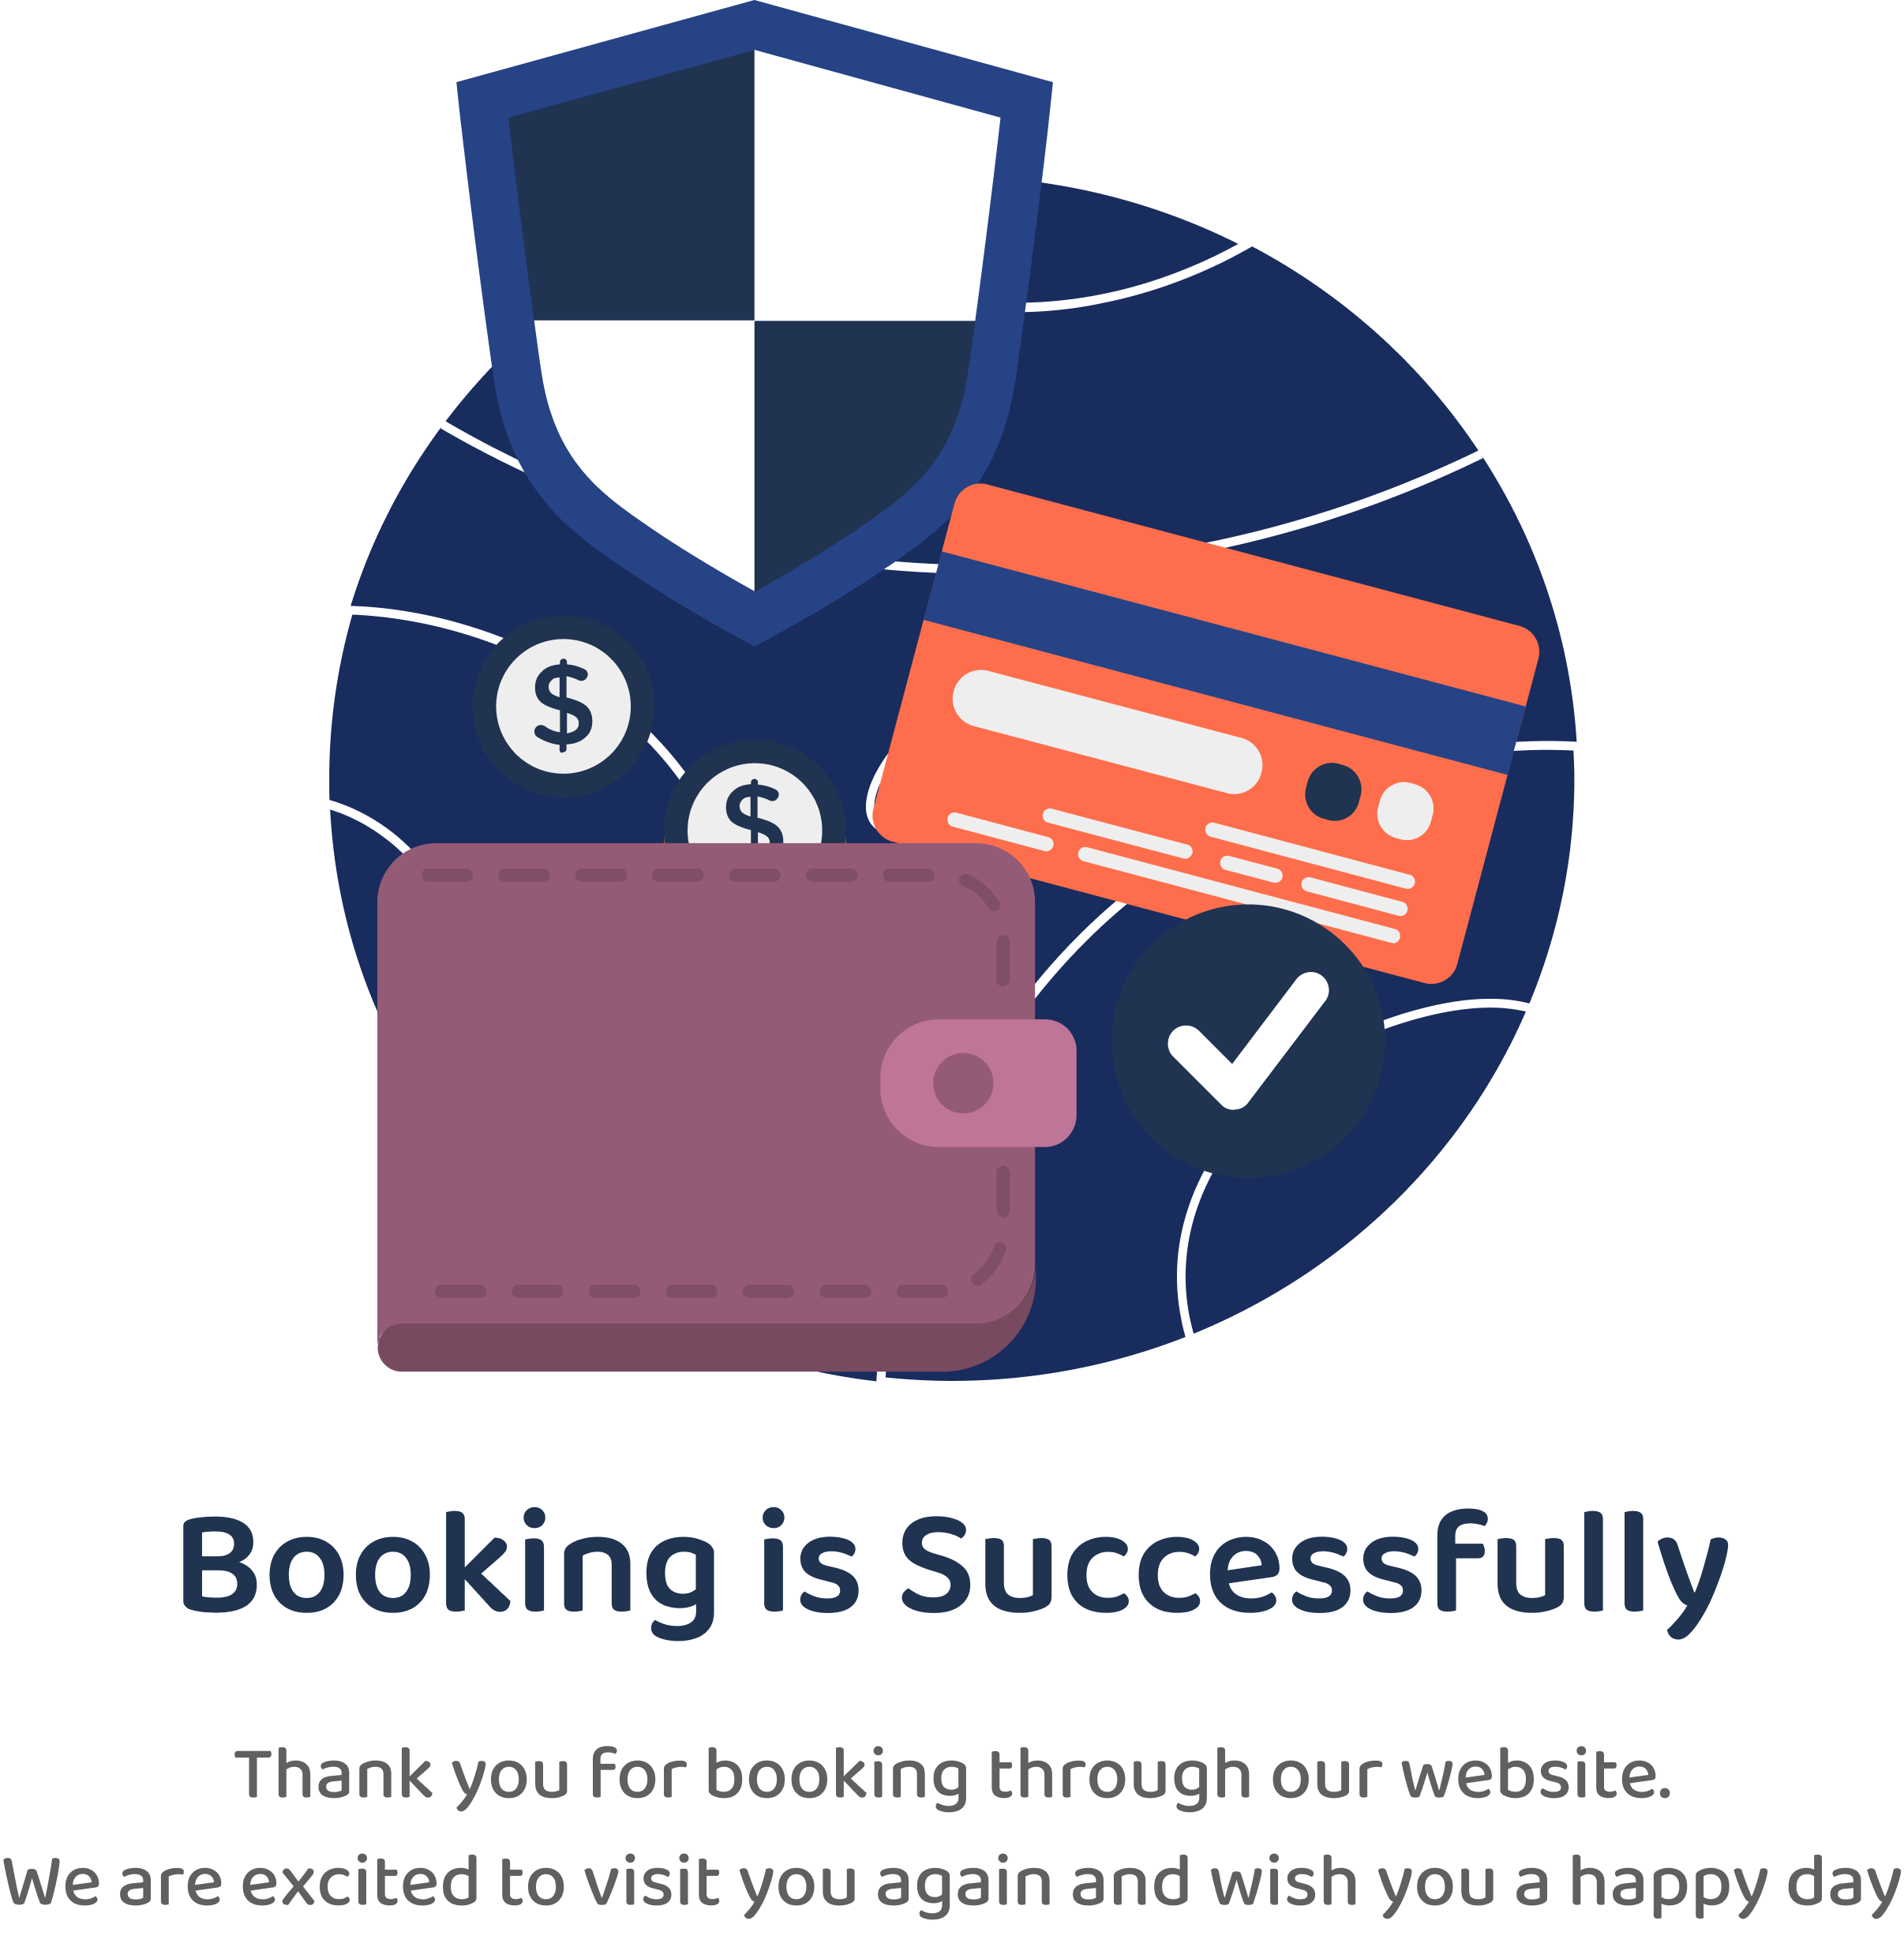 $
$
Booking is Successfully
Thank you for booking through our website.
We are excited to visit you again and wish you a happy day